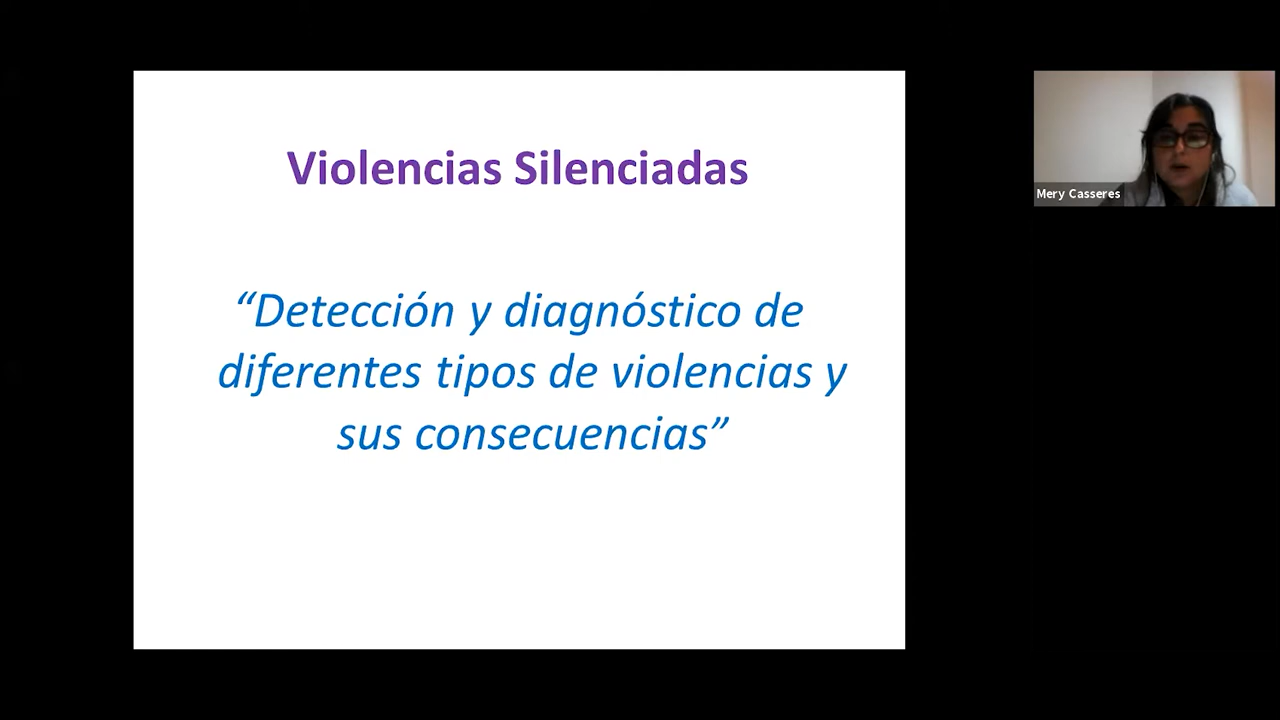 Violencias Silenciadas
“Detección y diagnóstico de
diferentes tipos de violencias y
sus consecuencias”
Mery Casseres